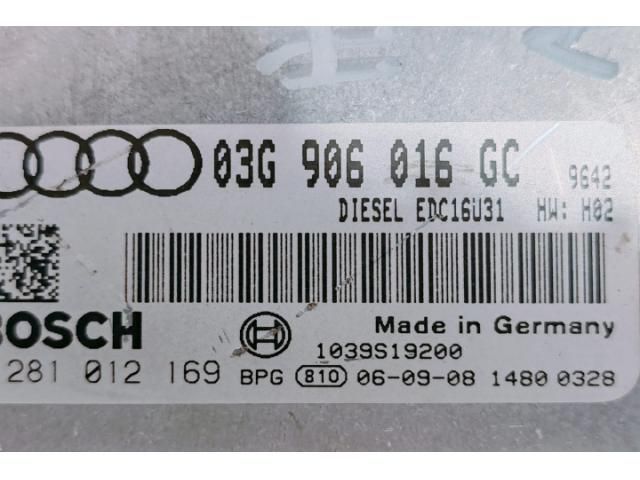 03G 906 016 GC 9642
DIESEL EDC16U31 HW: H02
BOSCH
Made in Germany
1039S19200
281 012 169 BPG 810 06-09-08 1480 0328